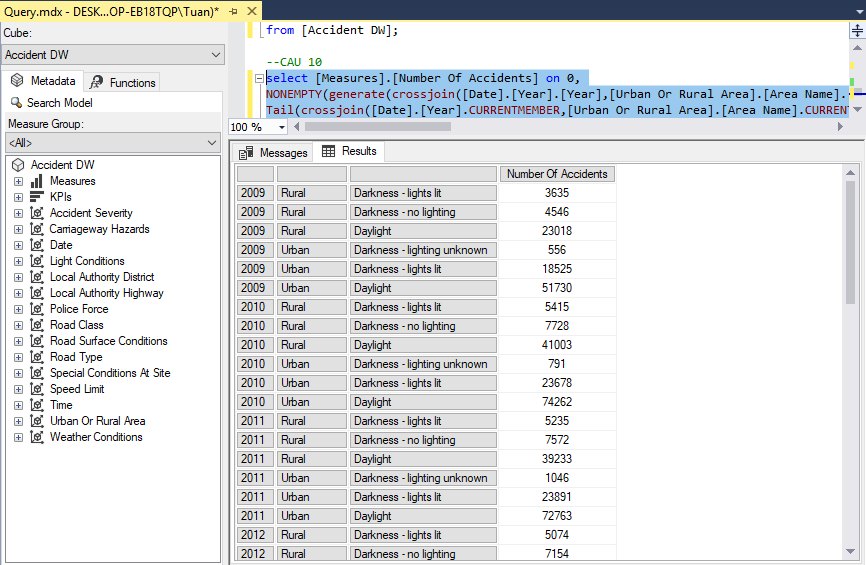 Query.mdx - DESK...OP-EB18TQP\Tuan)*
Cube:
Accident DW
Metadata
Functions
Search Model
Measure Group:
<All>
Accident DW
Measures
KPIs
Accident Severity
Carriageway Hazards
Date
Light Conditions
Local Authority District
Local Authority Highway
Police Force
Road Class
Road Surface Conditions
Road Type
Special Conditions At Site
Speed Limit
Time
Urban Or Rural Area
Weather Conditions
from [Accident DW];
--CAU 10
select [Measures].[Number Of Accidents] on 0,
NONEMPTY(generate(crossjoin([Date].[Year].[Year],[Urban Or Rural Area].[Area Name].
Tail(crossjoin([Date].[Year].CURRENTMEMBER,[Urban Or Rural Area].[Area Name].CURREN
100 %
Messages
Results
Number Of Accidents
2009 Rural Darkness - lights lit 3635
2009 Rural Darkness - no lighting 4546
2009 Rural Daylight 23018
2009 Urban Darkness - lighting unknown 556
2009 Urban Darkness - lights lit 18525
2009 Urban Daylight 51730
2010 Rural Darkness - lights lit 5415
2010 Rural Darkness - no lighting 7728
2010 Rural Daylight 41003
2010 Urban Darkness - lighting unknown 791
2010 Urban Darkness - lights lit 23678
2010 Urban Daylight 74262
2011 Rural Darkness - lights lit 5235
2011 Rural Darkness - no lighting 7572
2011 Rural Daylight 39233
2011 Urban Darkness - lighting unknown 1046
2011 Urban Darkness - lights lit 23891
2011 Urban Daylight 72763
2012 Rural Darkness - lights lit 5074
2012 Rural Darkness - no lighting 7154